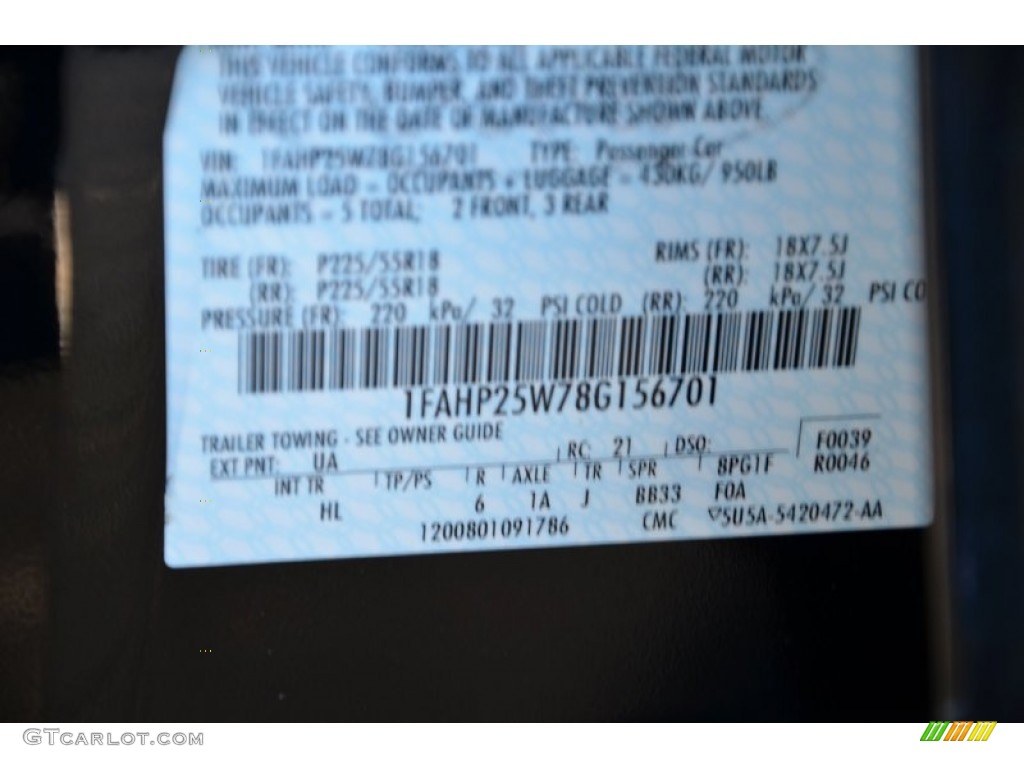 THIS VEHICLE CONFORMS TO ALL APPLICABLE FEDERAL MOTOR
VEHICLE SAFETY, BUMPER, AND THEFT PREVENTION STANDARDS
IN EFFECT ON THE DATE OF MANUFACTURE SHOWN ABOVE.
VIN: 1FAHP25W78G156701 TYPE: Passenger Car
MAXIMUM LOAD - OCCUPANTS + LUGGAGE - 430KG/ 950LB
OCCUPANTS - 5 TOTAL; 2 FRONT, 3 REAR
TIRE (FR): P225/55R18 RIMS (FR): 18X7.5J
(RR): P225/55R18 (RR): 18X7.5J
PRESSURE (FR): 220 kPa/ 32 PSI COLD (RR): 220 kPa/ 32 PSI CO
1FAHP25W78G156701
TRAILER TOWING - SEE OWNER GUIDE
EXT PNT: UA RC: 21 DSO: F0039
INT TR TP/PS R AXLE TR SPR 8PG1F R0046
HL 6 1A J BB33 F0A
1200801091786 CMC ▽5U5A-5420472-AA
GTCARLOT.COM